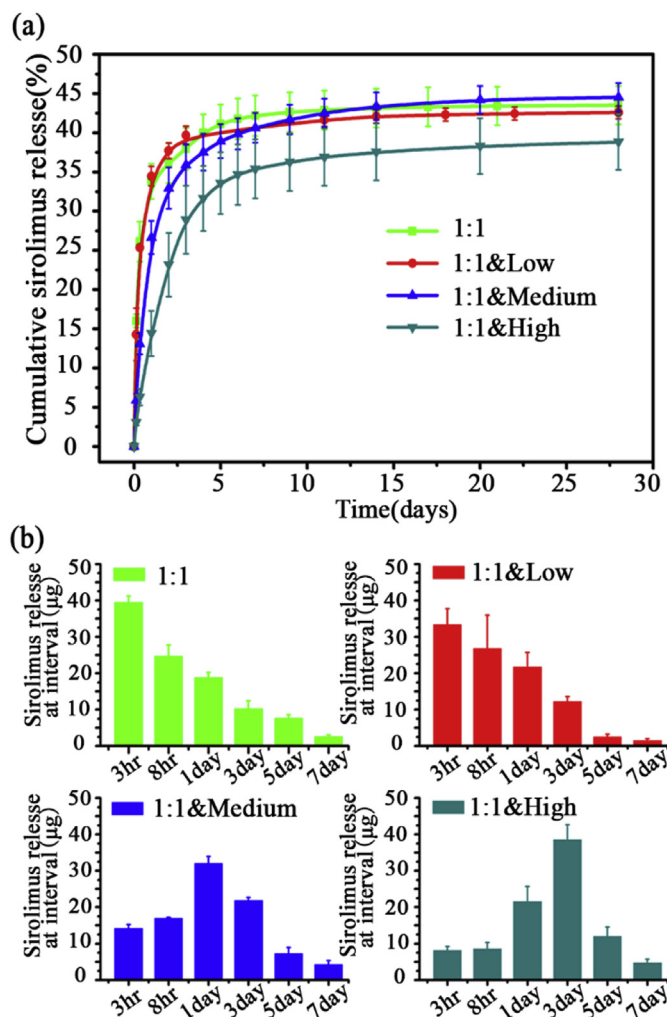 (a)
Cumulative sirolimus relesse(%)
50
45
40
35
30
25
20
15
10
5
0
1:1
1:1&Low
1:1&Medium
1:1&High
0 5 10 15 20 25 30
Time(days)
(b)
Sirolimus relesse
at interval (μg)
50
40
30
20
10
0
1:1
3hr 8hr 1day 3day 5day 7day
Sirolimus relesse
at interval (μg)
50
40
30
20
10
0
1:1&Low
3hr 8hr 1day 3day 5day 7day
Sirolimus relesse
at interval (μg)
50
40
30
20
10
0
1:1&Medium
3hr 8hr 1day 3day 5day 7day
Sirolimus relesse
at interval (μg)
50
40
30
20
10
0
1:1&High
3hr 8hr 1day 3day 5day 7day